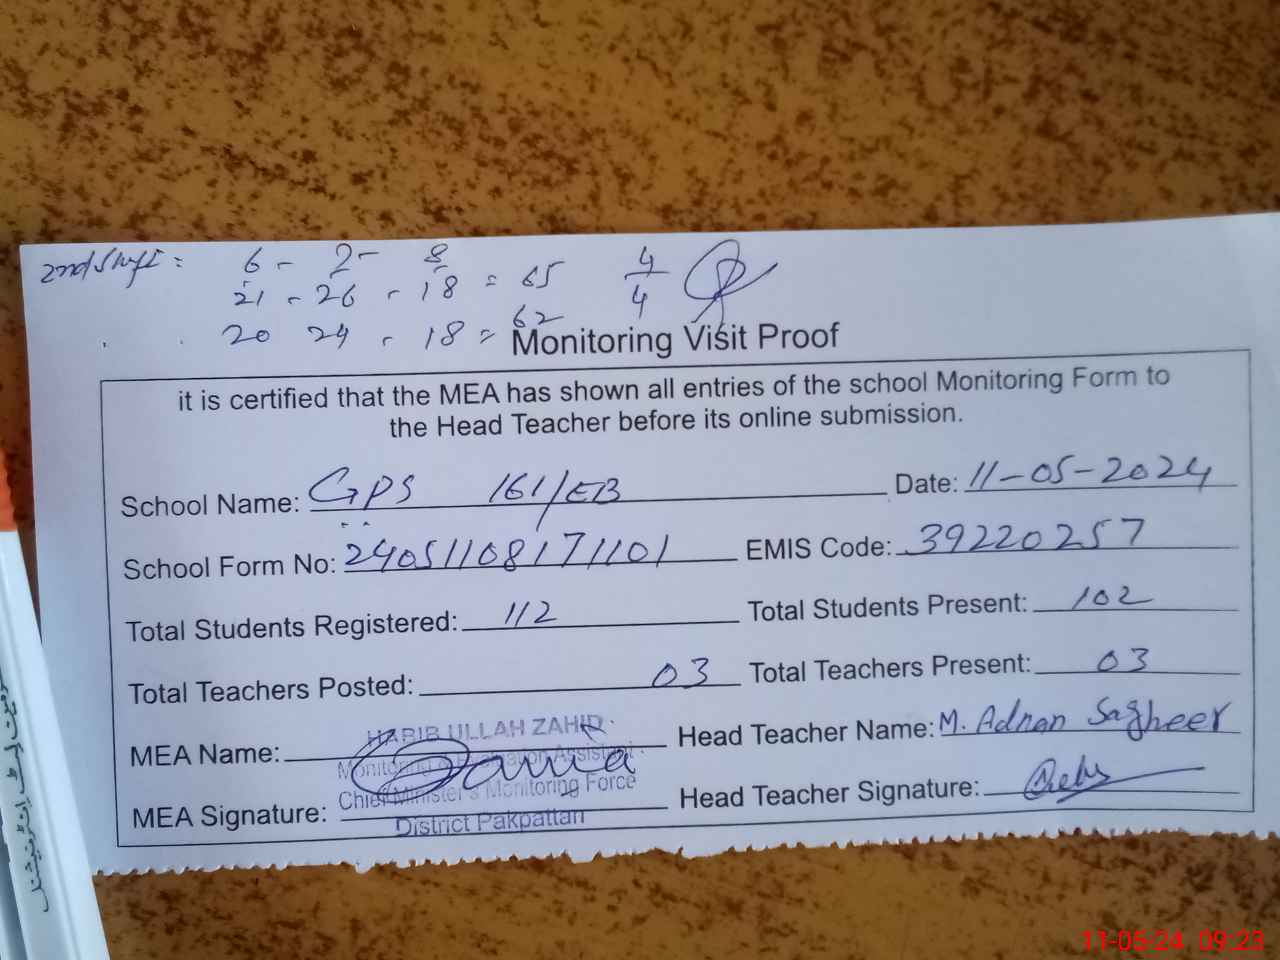 2nd Shift : 6 - 7 - 8
21 - 26 - 18 = 65 4/4
20 24 - 18 = 62
Monitoring Visit Proof
it is certified that the MEA has shown all entries of the school Monitoring Form to
the Head Teacher before its online submission.
School Name: GPS 161/EB Date: 11-05-2024
School Form No: 24051108171101 EMIS Code: 39220257
Total Students Registered: 112 Total Students Present: 102
Total Teachers Posted: 03 Total Teachers Present: 03
MEA Name: HABIB ULLAH ZAHID Head Teacher Name: M. Adnan Sagheer
Monitoring & Evaluation Assistant
Chief Minister's Monitoring Force
MEA Signature: Head Teacher Signature:
District Pakpattan
11-05-24 09:23